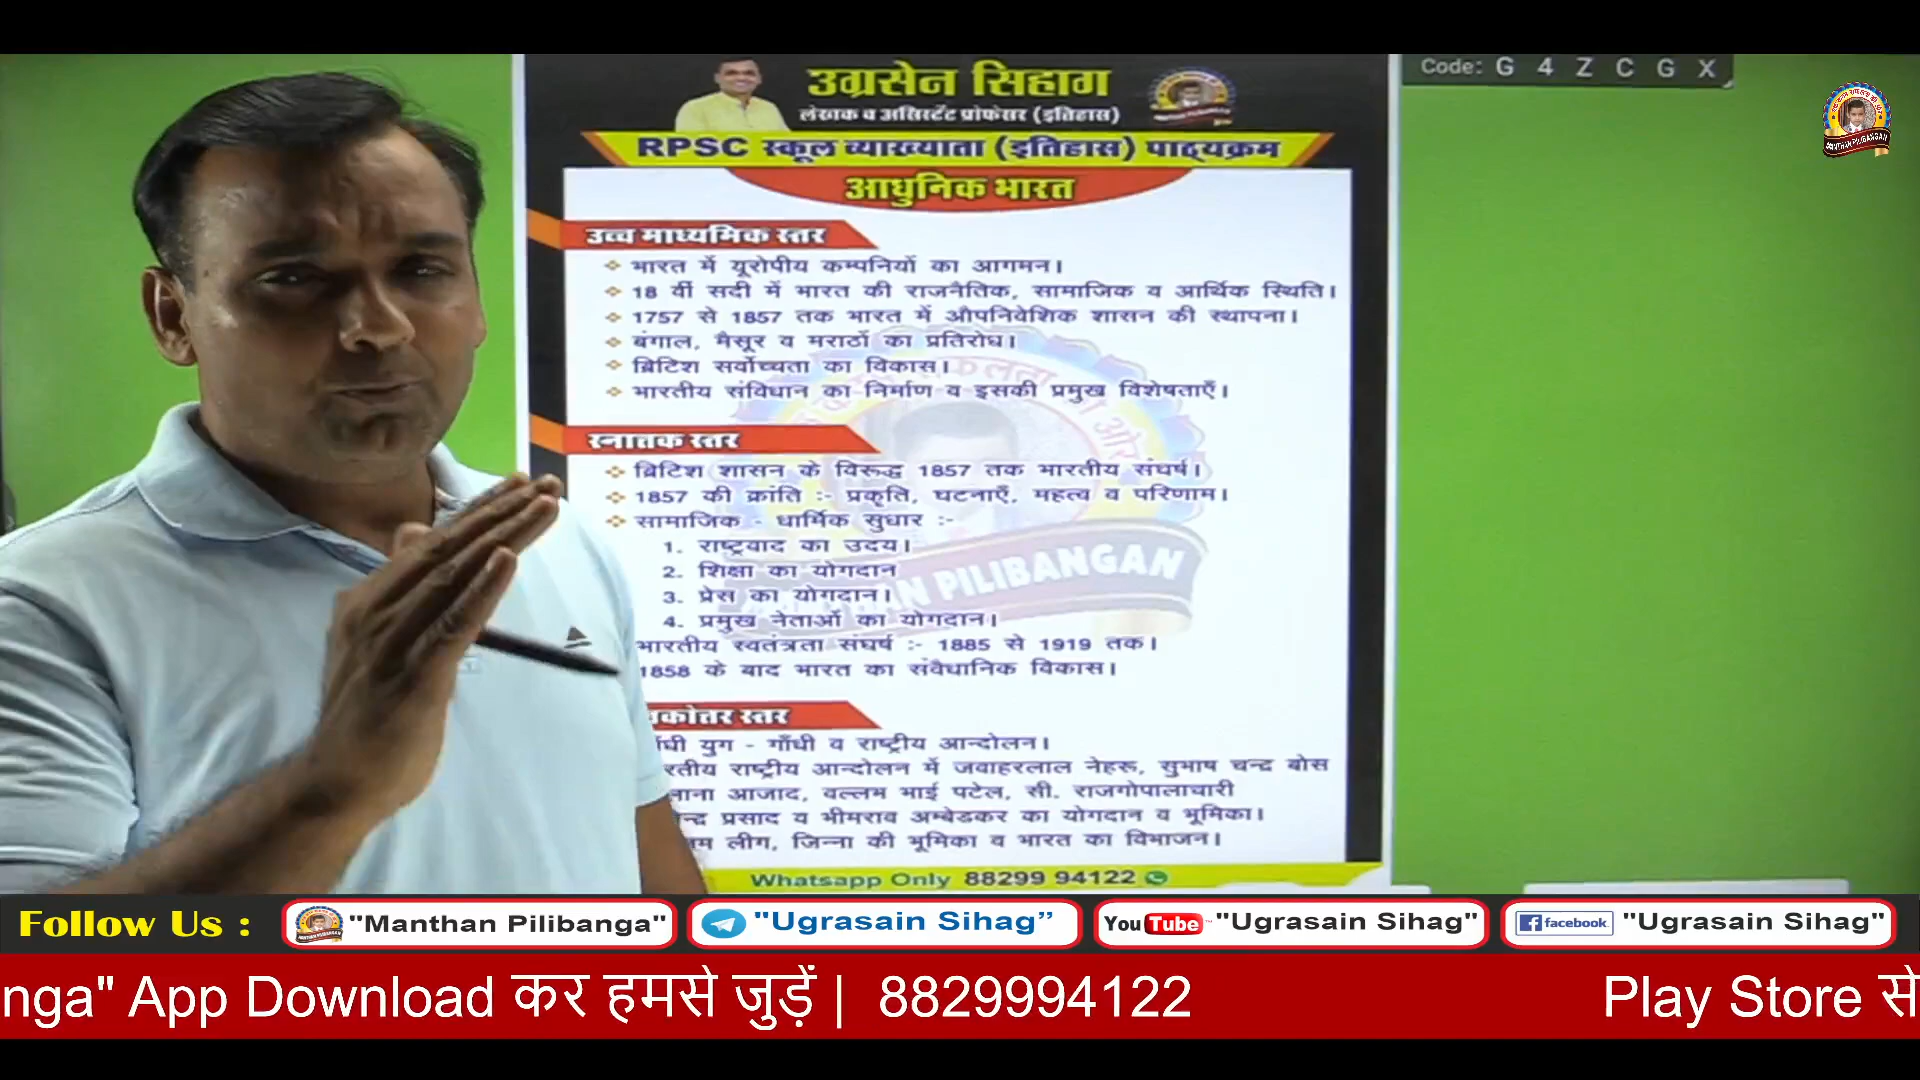 Code: G 4 Z C G X
उग्रसेन सिहाग
लेखक व असिस्टेंट प्रोफेसर (इतिहास)
RPSC स्कूल व्याख्याता (इतिहास) पाठ्यक्रम
आधुनिक भारत
उच्च माध्यमिक स्तर
भारत में यूरोपीय कम्पनियों का आगमन।
18 वीं सदी में भारत की राजनैतिक, सामाजिक व आर्थिक स्थिति।
1757 से 1857 तक भारत में औपनिवेशिक शासन की स्थापना।
बंगाल, मैसूर व मराठों का प्रतिरोध।
ब्रिटिश सर्वोच्चता का विकास।
भारतीय संविधान का निर्माण व इसकी प्रमुख विशेषताएँ।
स्नातक स्तर
ब्रिटिश शासन के विरूद्ध 1857 तक भारतीय संघर्ष।
1857 की क्रांति :- प्रकृति, घटनाएँ, महत्व व परिणाम।
सामाजिक - धार्मिक सुधार :-
1. राष्ट्रवाद का उदय।
2. शिक्षा का योगदान
3. प्रेस का योगदान।
4. प्रमुख नेताओं का योगदान।
भारतीय स्वतंत्रता संघर्ष :- 1885 से 1919 तक।
1858 के बाद भारत का संवैधानिक विकास।
MANTHAN PILIBANGAN
कोत्तर स्तर
युग - गाँधी व राष्ट्रीय आन्दोलन।
रतीय राष्ट्रीय आन्दोलन में जवाहरलाल नेहरू, सुभाष चन्द्र बोस
लाना आजाद, वल्लभ भाई पटेल, सी. राजगोपालाचारी
न्द्र प्रसाद व भीमराव अम्बेडकर का योगदान व भूमिका।
लीग, जिन्ना की भूमिका व भारत का विभाजन।
Whatsapp Only 88299 94122
MANTHAN PILIBANGAN
Follow Us : "Manthan Pilibanga" "Ugrasain Sihag" YouTube "Ugrasain Sihag" facebook "Ugrasain Sihag"
nga" App Download कर हमसे जुड़ें | 8829994122 Play Store से